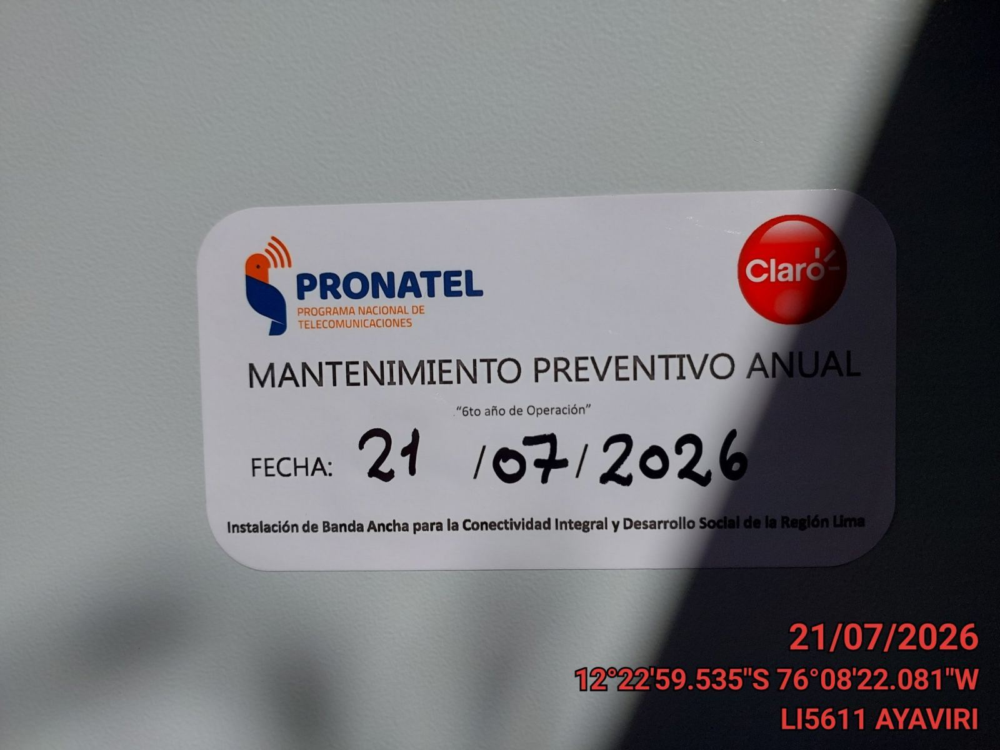 PRONATEL
PROGRAMA NACIONAL DE
TELECOMUNICACIONES
Claro
MANTENIMIENTO PREVENTIVO ANUAL
"6to año de Operación"
FECHA: 21 / 07 / 2026
Instalación de Banda Ancha para la Conectividad Integral y Desarrollo Social de la Región Lima
21/07/2026
12°22'59.535"S 76°08'22.081"W
LI5611 AYAVIRI